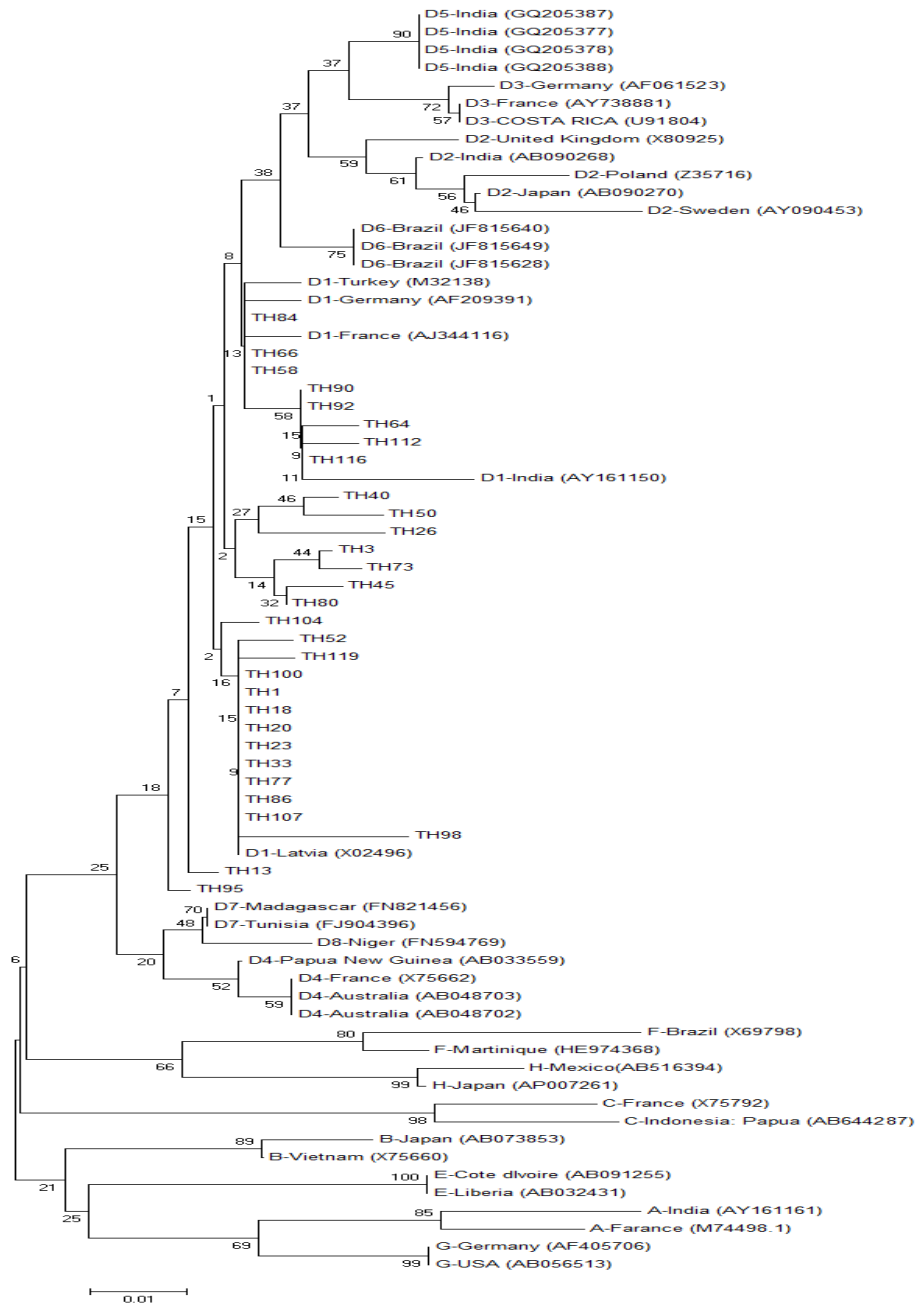 D5-India (GQ205387)
D5-India (GQ205377)
90
D5-India (GQ205378)
D5-India (GQ205388)
37
D3-Germany (AF061523)
72
D3-France (AY738881)
57
D3-COSTA RICA (U91804)
37
D2-United Kingdom (X80925)
59
D2-India (AB090268)
61
D2-Poland (Z35716)
38
56
D2-Japan (AB090270)
46
D2-Sweden (AY090453)
D6-Brazil (JF815640)
D6-Brazil (JF815649)
75
D6-Brazil (JF815628)
8
D1-Turkey (M32138)
D1-Germany (AF209391)
TH84
D1-France (AJ344116)
13
TH66
TH58
TH90
1
58
TH92
TH64
15
TH112
9
TH116
11
D1-India (AY161150)
46
TH40
27
TH50
15
TH26
2
44
TH3
TH73
14
TH45
32
TH80
TH104
TH52
2
TH119
16
TH100
7
TH1
TH18
15
TH20
TH23
TH33
9
TH77
18
TH86
TH107
TH98
D1-Latvia (X02496)
25
TH13
TH95
70
D7-Madagascar (FN821456)
48
D7-Tunisia (FJ904396)
D8-Niger (FN594769)
6
20
D4-Papua New Guinea (AB033559)
52
D4-France (X75662)
D4-Australia (AB048703)
59
D4-Australia (AB048702)
80
F-Brazil (X69798)
F-Martinique (HE974368)
66
H-Mexico(AB516394)
99
H-Japan (AP007261)
C-France (X75792)
98
C-Indonesia: Papua (AB644287)
89
B-Japan (AB073853)
B-Vietnam (X75660)
21
100
E-Cote dIvoire (AB091255)
E-Liberia (AB032431)
25
85
A-India (AY161161)
A-Farance (M74498.1)
69
G-Germany (AF405706)
99
G-USA (AB056513)
0.01